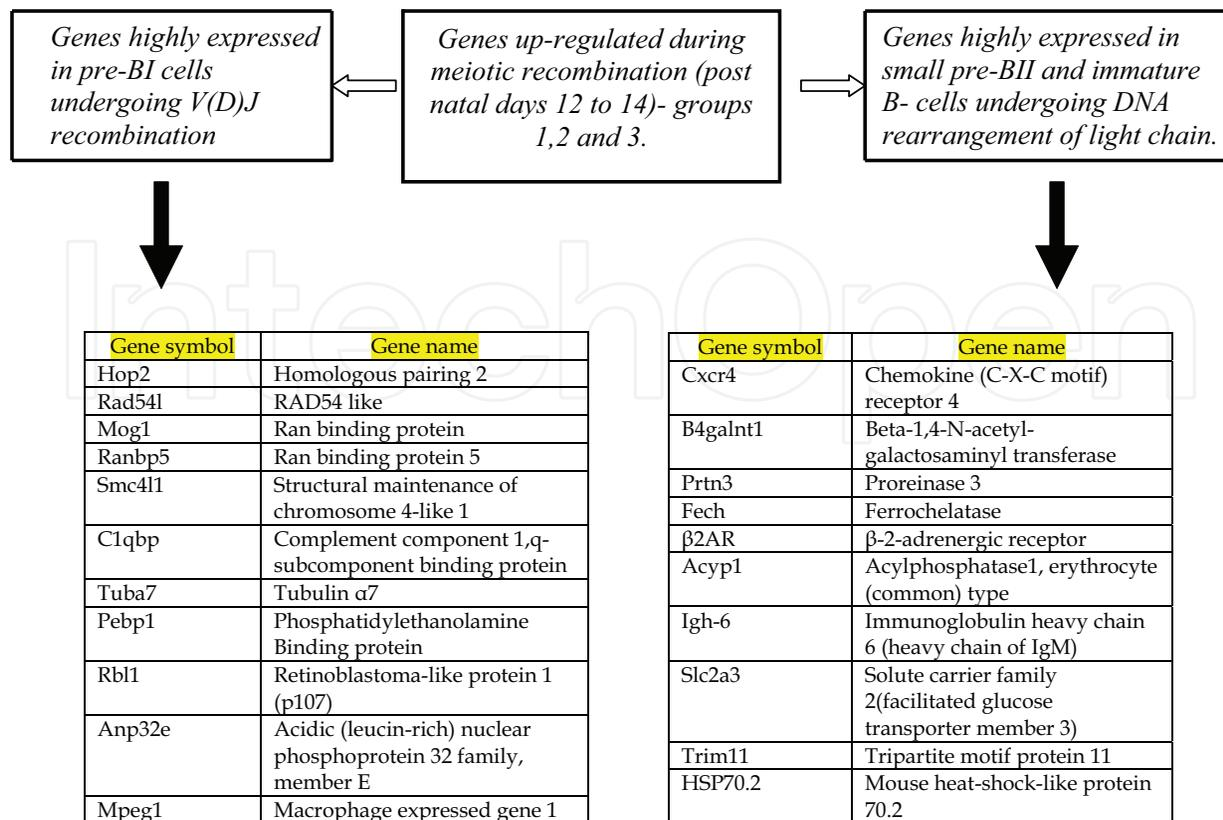 Genes highly expressed
in pre-BI cells
undergoing V(D)J
recombination
Genes up-regulated during
meiotic recombination (post
natal days 12 to 14)- groups
1,2 and 3.
Genes highly expressed in
small pre-BII and immature
B- cells undergoing DNA
rearrangement of light chain.
IntechOpen
Gene symbol Gene name
Hop2 Homologous pairing 2
Rad54l RAD54 like
Mog1 Ran binding protein
Ranbp5 Ran binding protein 5
Smc4l1 Structural maintenance of
chromosome 4-like 1
C1qbp Complement component 1,q-
subcomponent binding protein
Tuba7 Tubulin α7
Pebp1 Phosphatidylethanolamine
Binding protein
Rbl1 Retinoblastoma-like protein 1
(p107)
Anp32e Acidic (leucin-rich) nuclear
phosphoprotein 32 family,
member E
Mpeg1 Macrophage expressed gene 1
Gene symbol Gene name
Cxcr4 Chemokine (C-X-C motif)
receptor 4
B4galnt1 Beta-1,4-N-acetyl-
galactosaminyl transferase
Prtn3 Proreinase 3
Fech Ferrochelatase
β2AR β-2-adrenergic receptor
Acyp1 Acylphosphatase1, erythrocyte
(common) type
Igh-6 Immunoglobulin heavy chain
6 (heavy chain of IgM)
Slc2a3 Solute carrier family
2(facilitated glucose
transporter member 3)
Trim11 Tripartite motif protein 11
HSP70.2 Mouse heat-shock-like protein
70.2